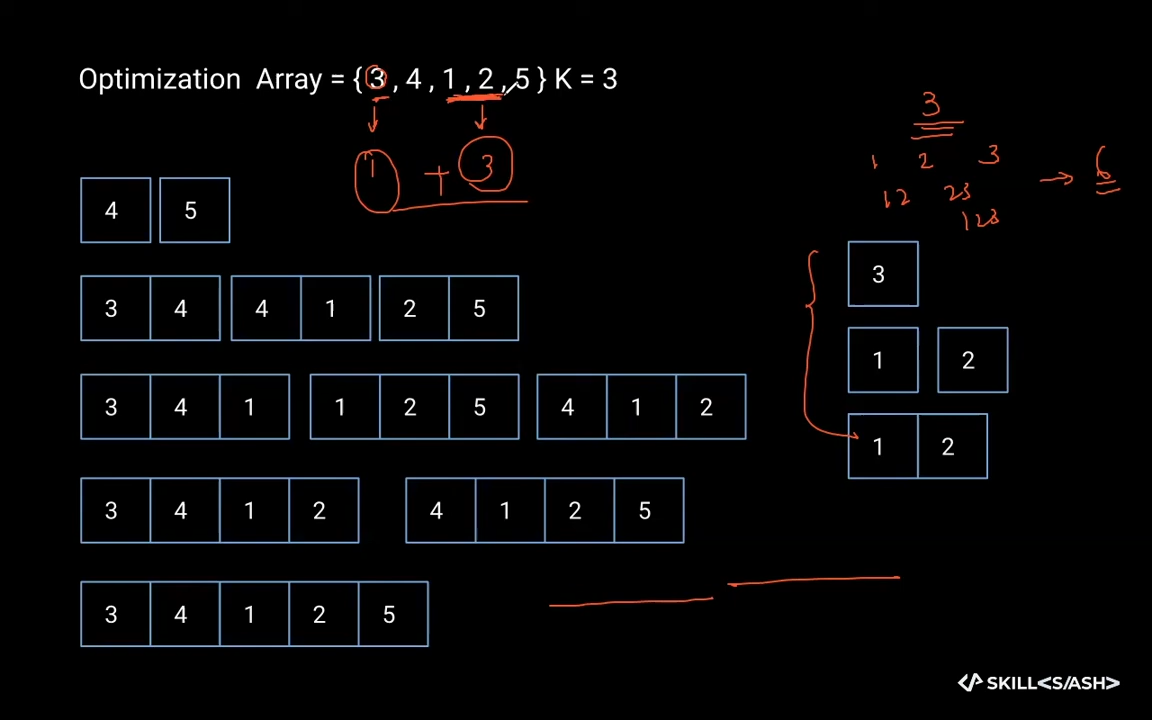 Optimization Array = { 3 , 4 , 1 , 2 , 5 } K = 3
1 + 3
3
1 2 3
12 23 → 6
123
4 5
3 4 4 1 2 5
3 4 1 1 2 5 4 1 2
3 4 1 2 4 1 2 5
3 4 1 2 5
3
1 2
1 2
SKILL<S/ASH>